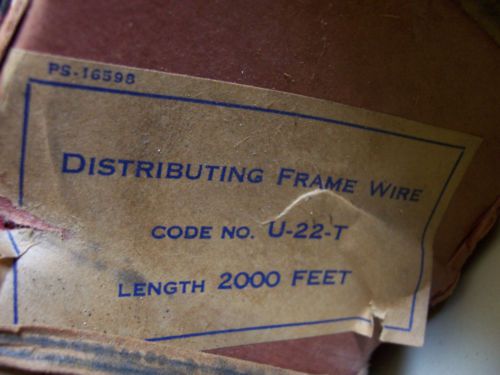 PS-16598
DISTRIBUTING FRAME WIRE
CODE NO. U-22-T
LENGTH 2000 FEET